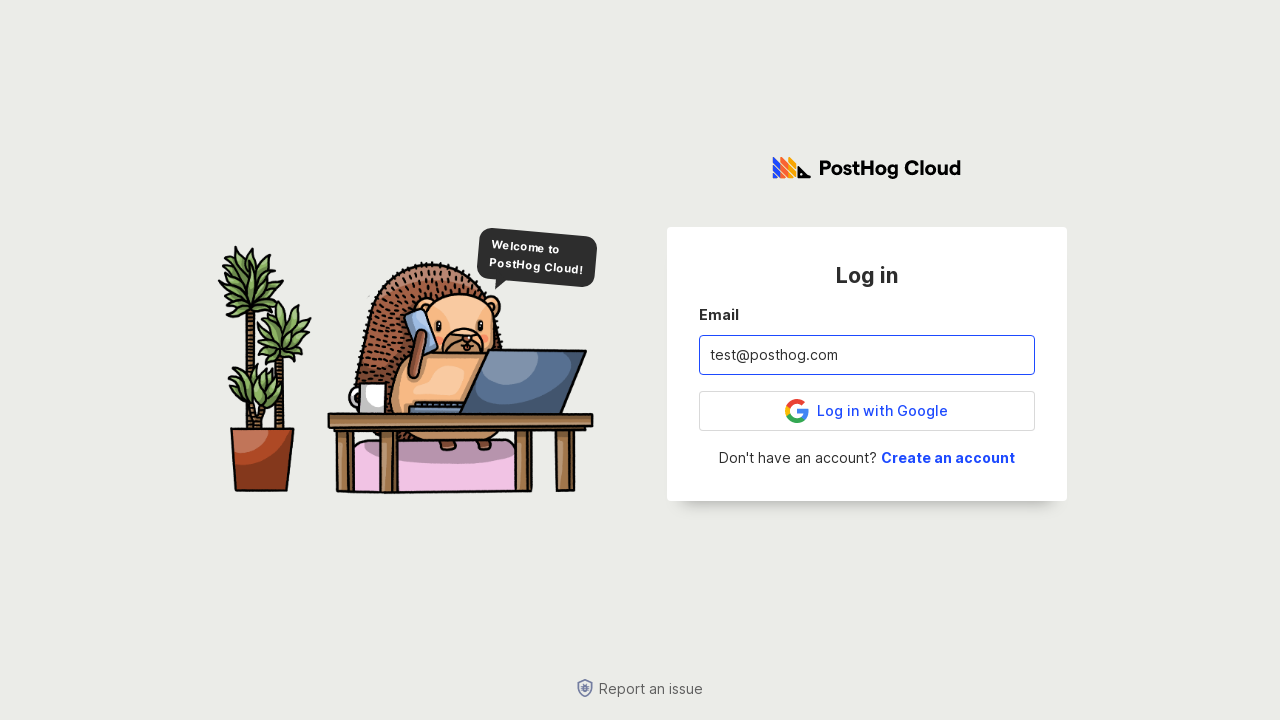 PostHog Cloud
Welcome to
PostHog Cloud!
Log in
Email
test@posthog.com
Log in with Google
Don't have an account? Create an account
Report an issue